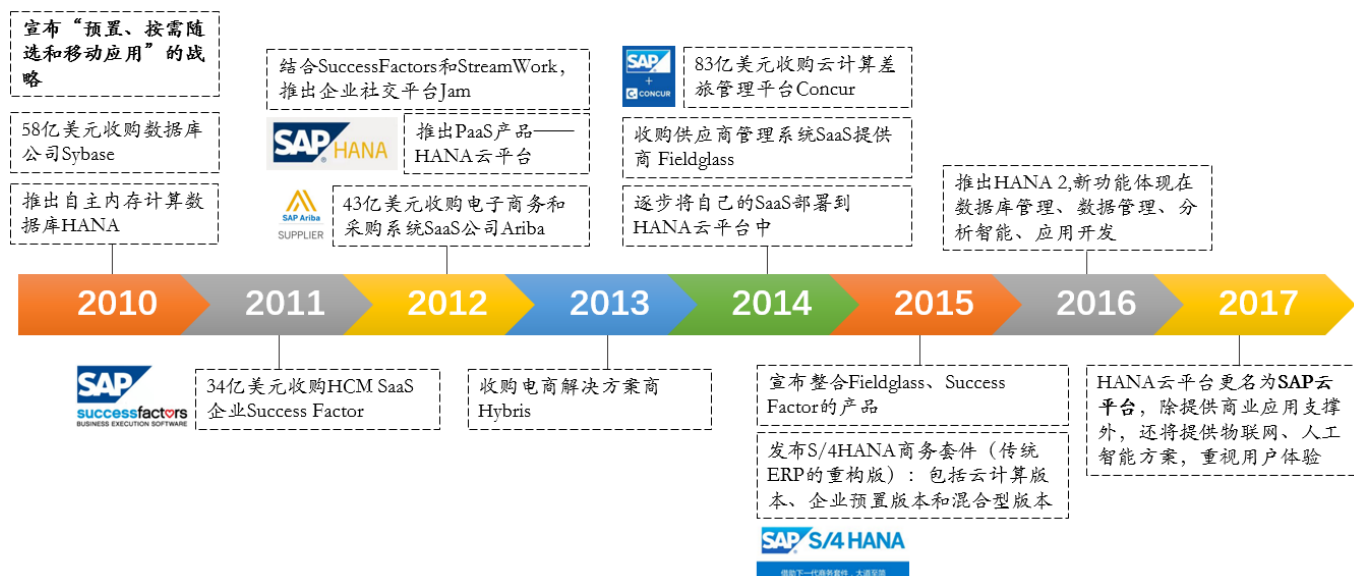 宣布“预置、按需随
选和移动应用”的战
略
58亿美元收购数据库
公司Sybase
推出自主内存计算数
据库HANA
结合SuccessFactors和StreamWork，
推出企业社交平台Jam
SAP HANA
推出PaaS产品——
HANA云平台
SAP Ariba
SUPPLIER
43亿美元收购电子商务和
采购系统SaaS公司Ariba
SAP
+
CONCUR
83亿美元收购云计算差
旅管理平台Concur
收购供应商管理系统SaaS提供
商 Fieldglass
逐步将自己的SaaS部署到
HANA云平台中
推出HANA 2,新功能体现在
数据库管理、数据管理、分
析智能、应用开发
2010
2011
2012
2013
2014
2015
2016
2017
SAP
successfactors
BUSINESS EXECUTION SOFTWARE
34亿美元收购HCM SaaS
企业Success Factor
收购电商解决方案商
Hybris
宣布整合Fieldglass、Success
Factor的产品
发布S/4HANA商务套件（传统
ERP的重构版）：包括云计算版
本、企业预置版本和混合型版本
SAP S/4 HANA
借助下一代商务套件，大道至简
HANA云平台更名为SAP云
平台，除提供商业应用支撑
外，还将提供物联网、人工
智能方案，重视用户体验